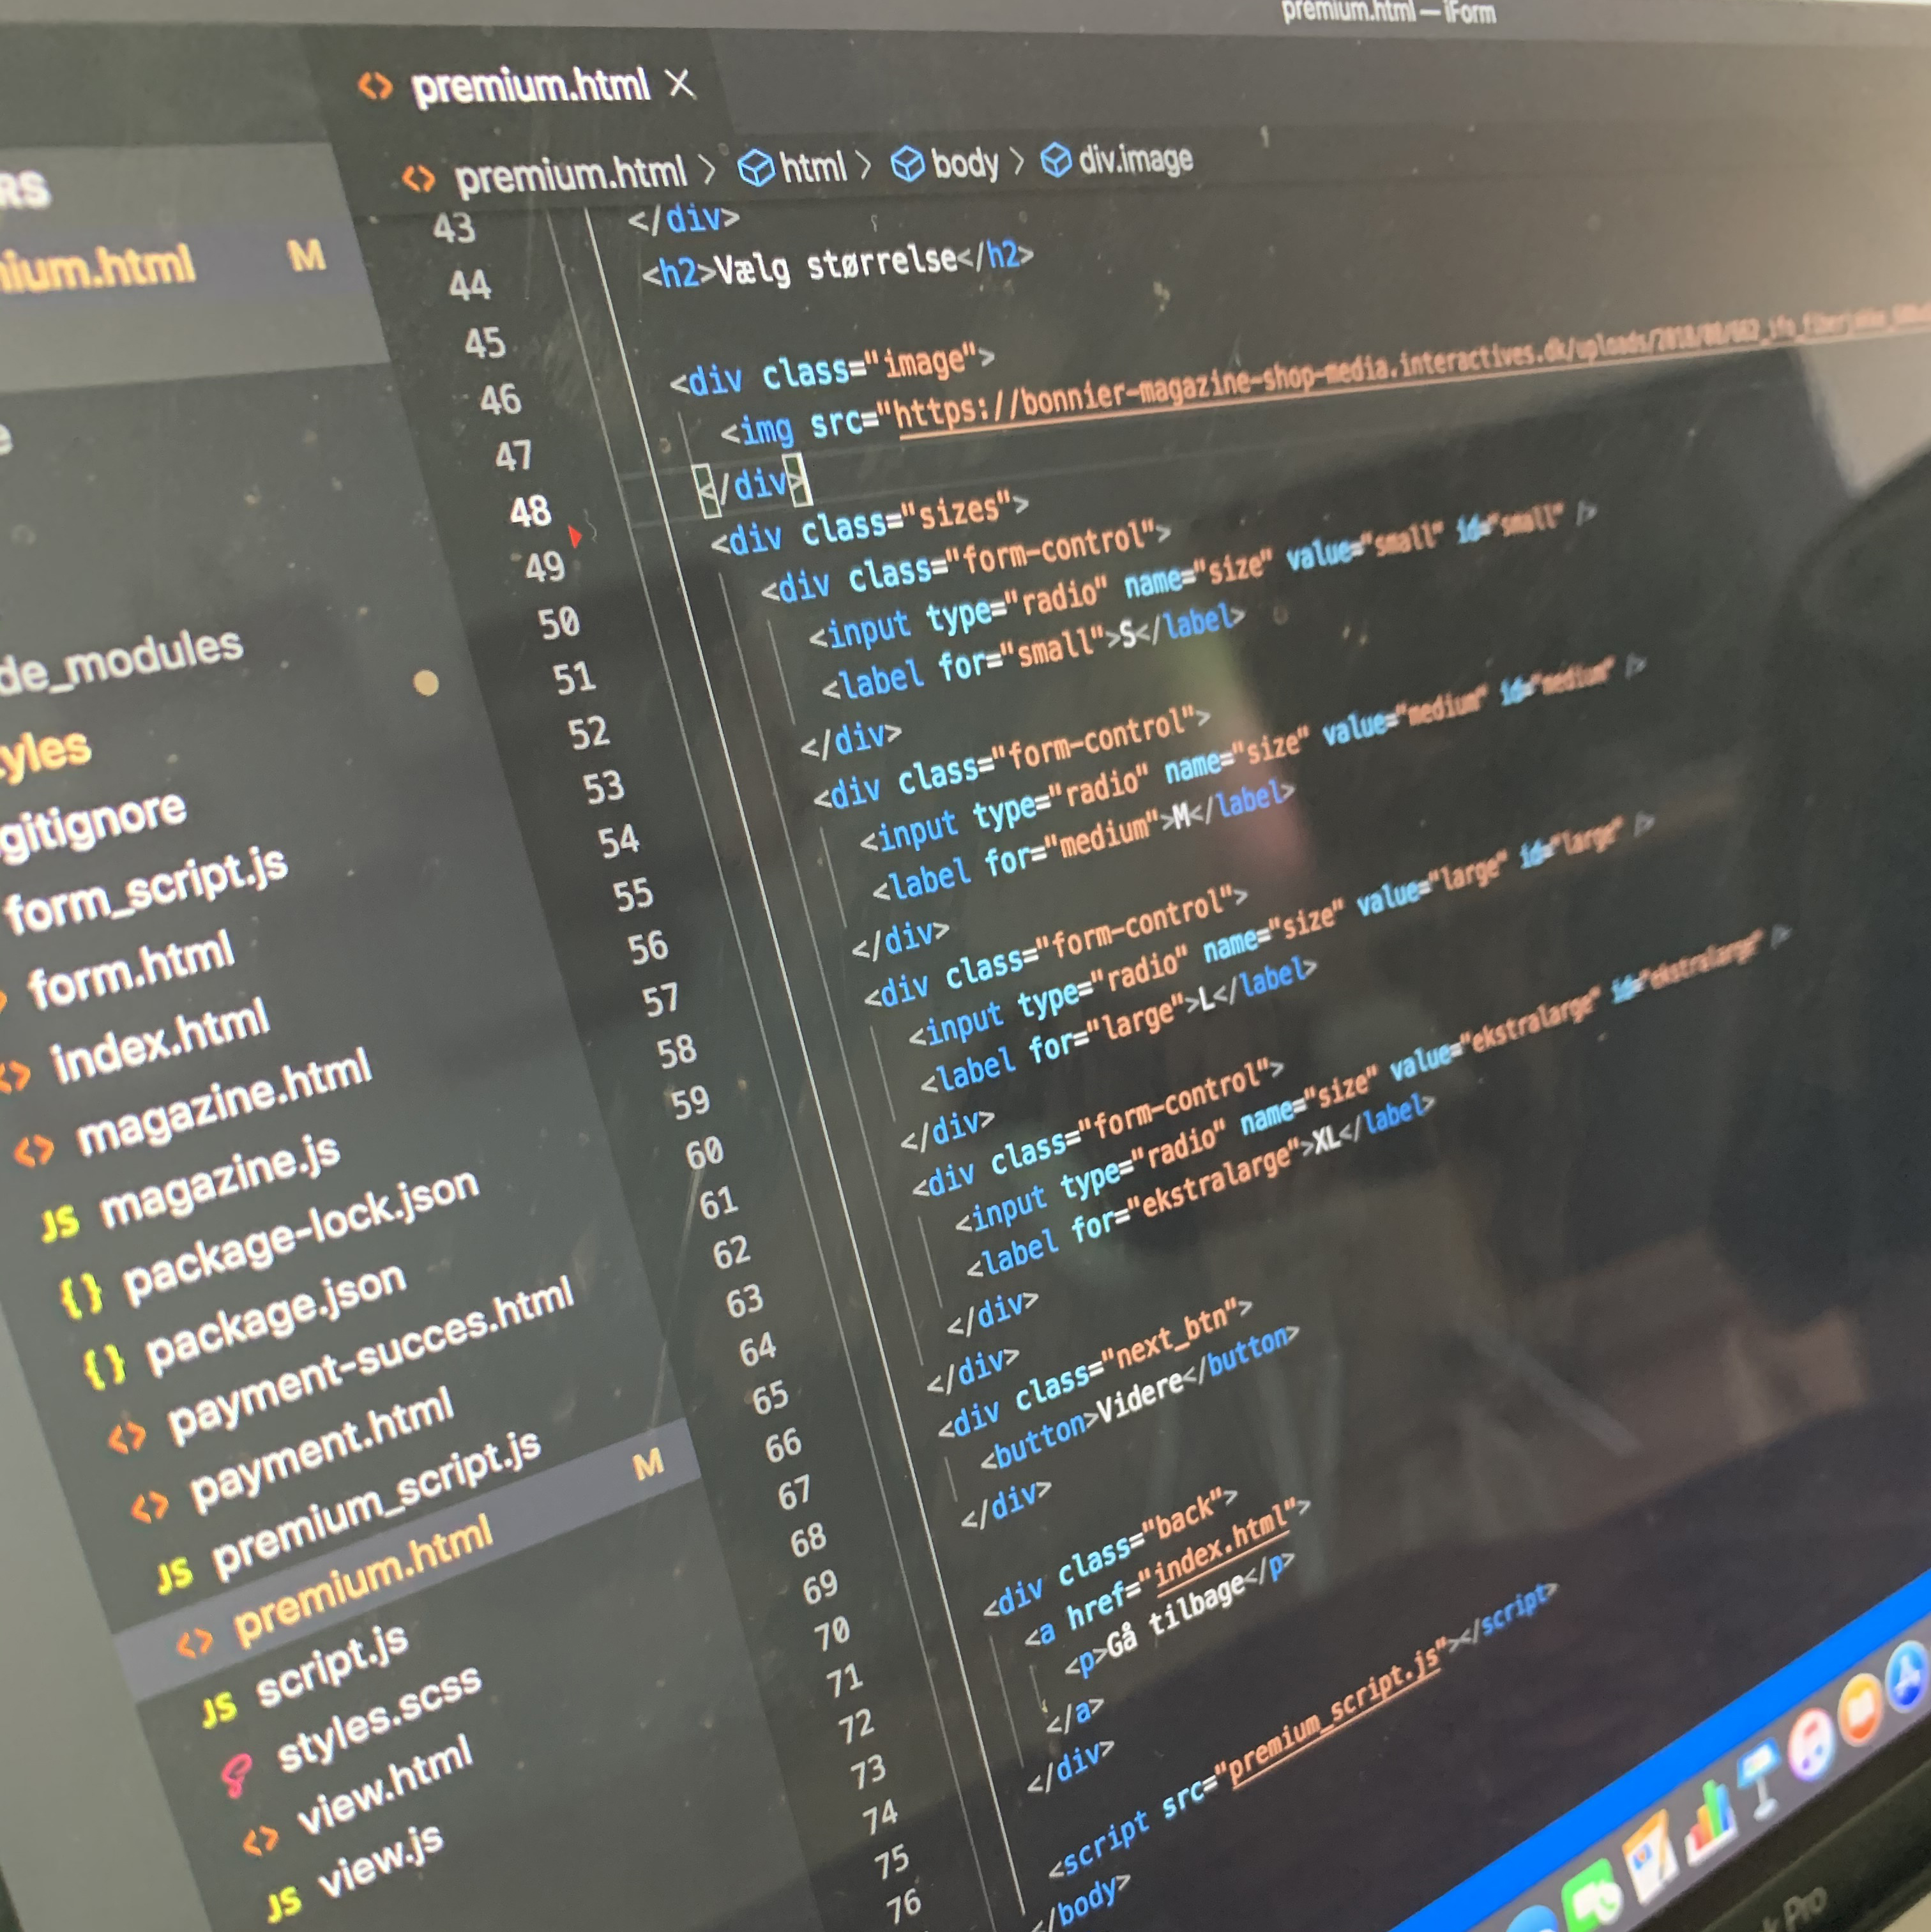 premium.html — iForm
premium.html
premium.html > html > body > div.image
RS
ium.html M
de_modules
yles
gitignore
form_script.js
form.html
index.html
magazine.html
JS magazine.js
{} package-lock.json
{} package.json
payment-succes.html
payment.html
JS premium_script.js
premium.html M
JS script.js
styles.scss
view.html
JS view.js
43 </div>
44 <h2>Vælg størrelse</h2>
45
46 <div class="image">
47 <img src="https://bonnier-magazine-shop-media.interactives.dk/uploads/2018/08/
48 </div>
49 <div class="sizes">
50 <div class="form-control">
51 <input type="radio" name="size" value="small" id="small" />
52 <label for="small">S</label>
53 </div>
54 <div class="form-control">
55 <input type="radio" name="size" value="medium" id="medium" />
56 <label for="medium">M</label>
57 </div>
58 <div class="form-control">
59 <input type="radio" name="size" value="large" id="large" />
60 <label for="large">L</label>
61 </div>
62 <div class="form-control">
63 <input type="radio" name="size" value="ekstralarge" id="ekstralarge" />
64 <label for="ekstralarge">XL</label>
65 </div>
66 </div>
67 <div class="next_btn">
68 <button>Videre</button>
69 </div>
70
71 <div class="back">
72 <a href="index.html">
73 <p>Gå tilbage</p>
74 </a>
75 </div>
76
<script src="premium_script.js"></script>
</body>
k Pro